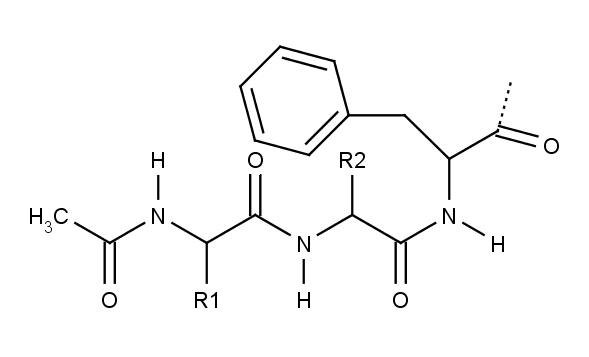 H O R2 O
H₃C N N
N H
O R1 H O